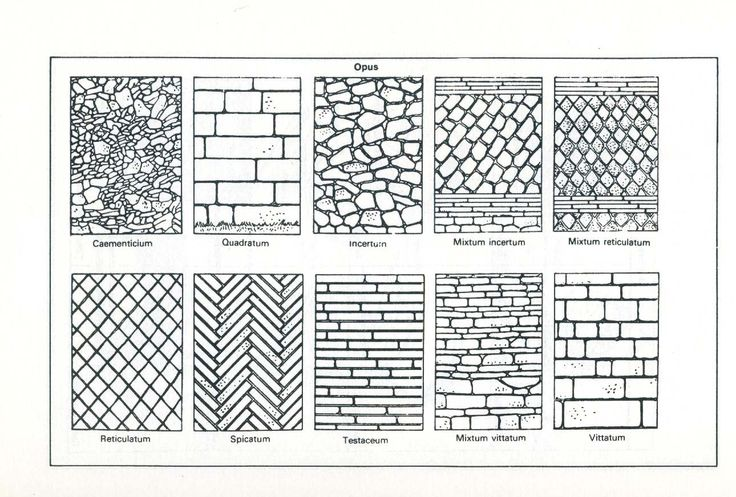 Opus
Caementicium
Quadratum
Incertum
Mixtum incertum
Mixtum reticulatum
Reticulatum
Spicatum
Testaceum
Mixtum vittatum
Vittatum